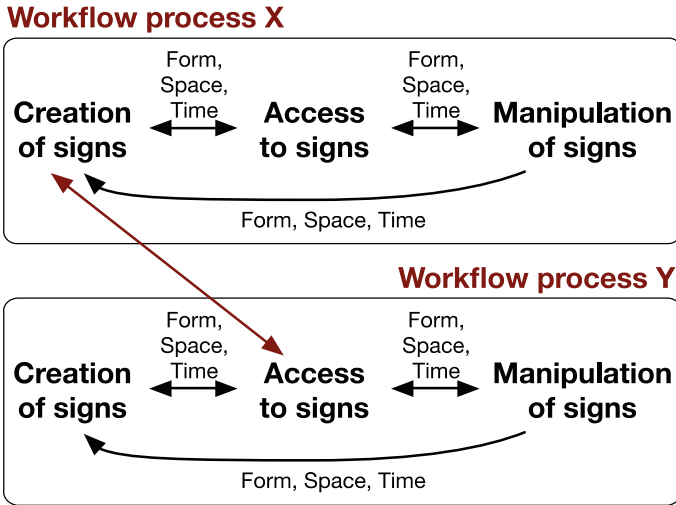 Workflow process X
Form,
Space,
Time
Form,
Space,
Time
Creation
of signs
Access
to signs
Manipulation
of signs
Form, Space, Time
Workflow process Y
Form,
Space,
Time
Form,
Space,
Time
Creation
of signs
Access
to signs
Manipulation
of signs
Form, Space, Time